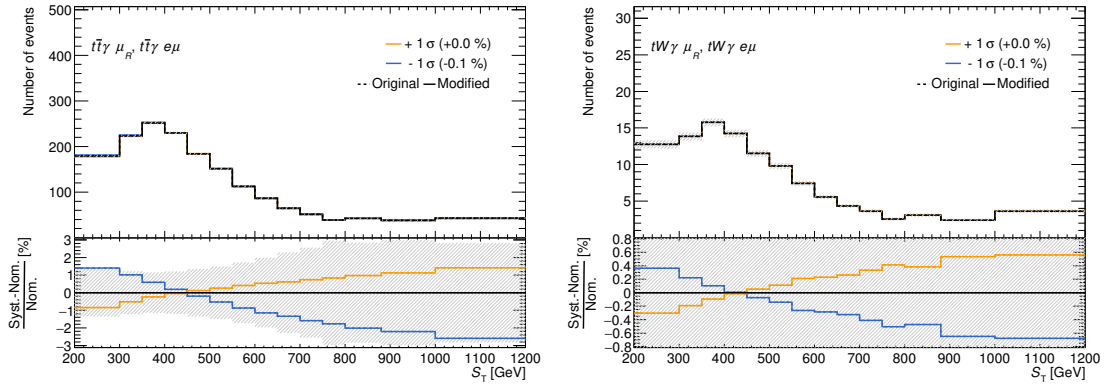 Number of events
500
400
300
200
100
tt̄γ μ_R, tt̄γ eμ
+ 1 σ (+0.0 %)
- 1 σ (-0.1 %)
Original Modified
Syst.-Nom.
Nom.
[%]
3
2
1
0
−1
−2
−3
200 300 400 500 600 700 800 900 1000 1100 1200
S_T [GeV]
Number of events
30
25
20
15
10
5
tWγ μ_R, tWγ eμ
+ 1 σ (+0.0 %)
- 1 σ (-0.1 %)
Original Modified
Syst.-Nom.
Nom.
[%]
0.8
0.6
0.4
0.2
0
−0.2
−0.4
−0.6
−0.8
200 300 400 500 600 700 800 900 1000 1100 1200
S_T [GeV]